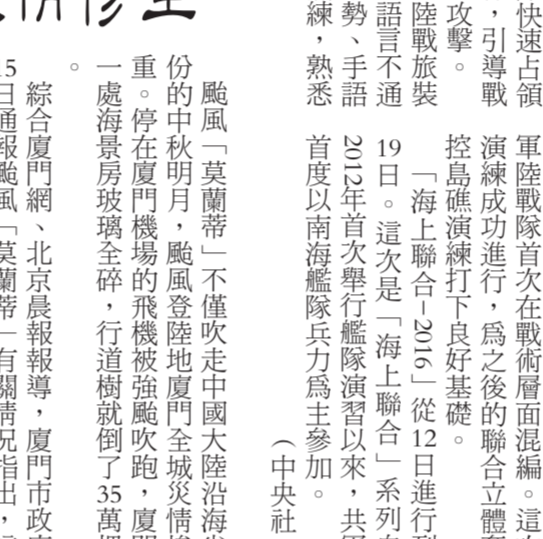 快速占領
，引導戰
攻擊。
陸戰旅裝
語言不通
勢、手語
練，熟悉
軍陸戰隊首次在戰術層面混編。這
演練成功進行，爲之後的聯合立體
控島礁演練打下良好基礎。
「海上聯合-2016」從12日進行到
19日。這次是「海上聯合」系列自
2012年首次舉行艦隊演習以來，共軍
首度以南海艦隊兵力爲主參加。
（中央社
颱風「莫蘭蒂」不僅吹走中國大陸沿海
份的中秋明月，颱風登陸地廈門全城災情慘
重。停在廈門機場的飛機被強颱吹跑，廈門
一處海景房玻璃全碎，行道樹就倒了35萬
。
綜合廈門網、北京晨報報導，廈門市政
15日通報颱風「莫蘭蒂」有關情況指出，